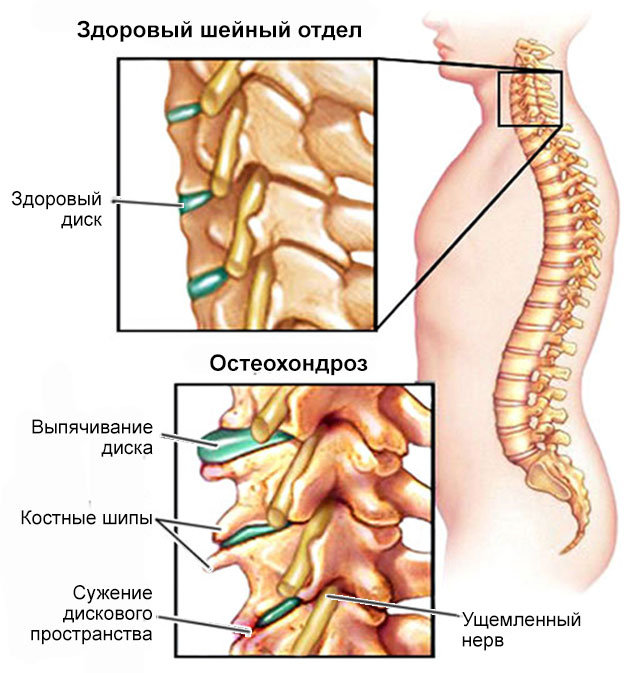 Здоровый шейный отдел
Здоровый
диск
Остеохондроз
Выпячивание
диска
Костные шипы
Сужение
дискового
пространства
Ущемленный
нерв